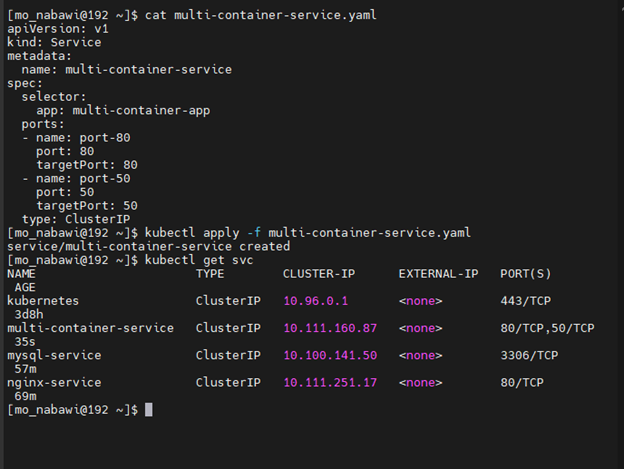 [mo_nabawi@192 ~]$ cat multi-container-service.yaml
apiVersion: v1
kind: Service
metadata:
  name: multi-container-service
spec:
  selector:
    app: multi-container-app
  ports:
  - name: port-80
    port: 80
    targetPort: 80
  - name: port-50
    port: 50
    targetPort: 50
  type: ClusterIP
[mo_nabawi@192 ~]$ kubectl apply -f multi-container-service.yaml
service/multi-container-service created
[mo_nabawi@192 ~]$ kubectl get svc
NAME                      TYPE        CLUSTER-IP      EXTERNAL-IP   PORT(S)
 AGE
kubernetes                ClusterIP   10.96.0.1       <none>        443/TCP
 3d8h
multi-container-service   ClusterIP   10.111.160.87   <none>        80/TCP,50/TCP
 35s
mysql-service             ClusterIP   10.100.141.50   <none>        3306/TCP
 57m
nginx-service             ClusterIP   10.111.251.17   <none>        80/TCP
 69m
[mo_nabawi@192 ~]$